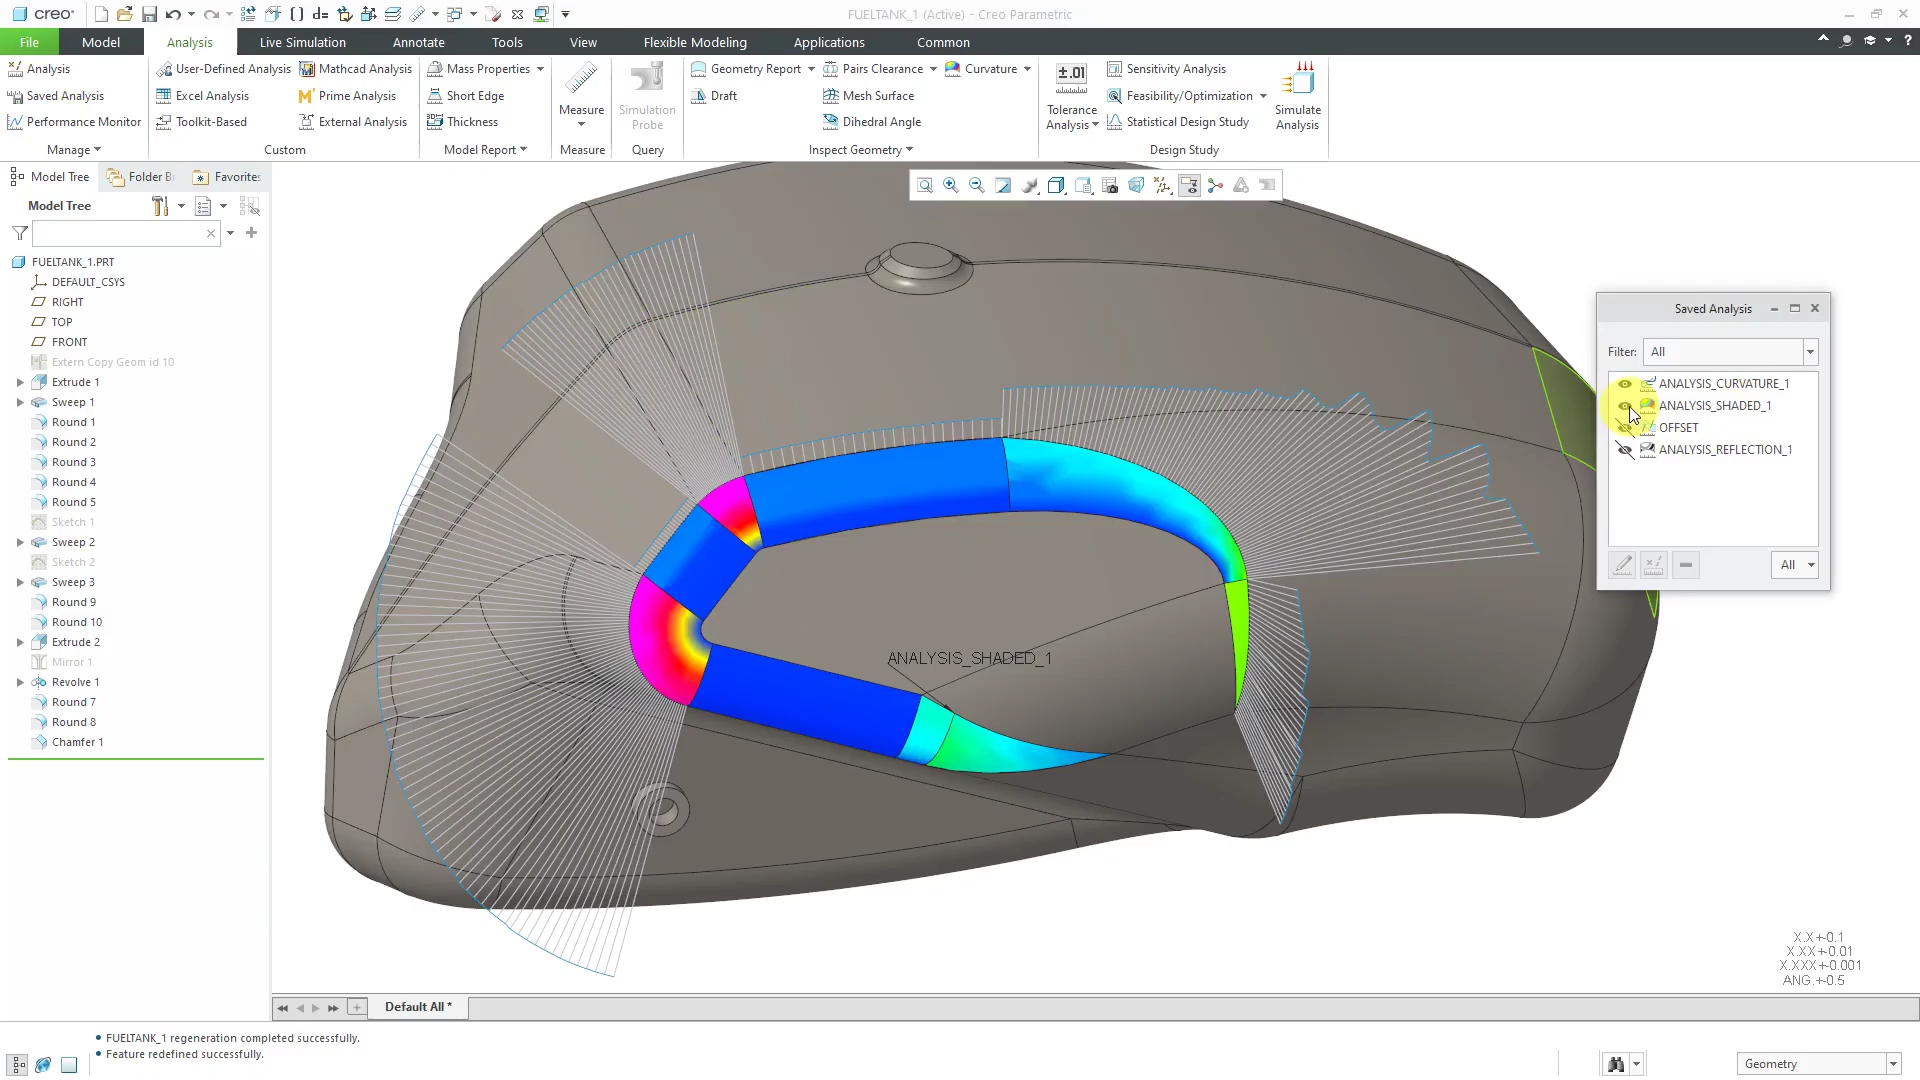 creo® d= FUELTANK_1 (Active) - Creo Parametric
File Model Analysis Live Simulation Annotate Tools View Flexible Modeling Applications Common
Analysis User-Defined Analysis Mathcad Analysis Mass Properties Geometry Report Pairs Clearance Curvature Sensitivity Analysis
Saved Analysis Excel Analysis Prime Analysis Short Edge Draft Mesh Surface Feasibility/Optimization
Measure Simulation Probe Tolerance Analysis Simulate Analysis
Performance Monitor Toolkit-Based External Analysis Thickness Dihedral Angle Statistical Design Study
Manage Custom Model Report Measure Query Inspect Geometry Design Study
Model Tree Folder Br Favorites
Model Tree
FUELTANK_1.PRT
DEFAULT_CSYS
RIGHT
TOP
FRONT
Extern Copy Geom id 10
Extrude 1
Sweep 1
Round 1
Round 2
Round 3
Round 4
Round 5
Sketch 1
Sweep 2
Sketch 2
Sweep 3
Round 9
Round 10
Extrude 2
Mirror 1
Revolve 1
Round 7
Round 8
Chamfer 1
ANALYSIS_SHADED_1
Saved Analysis
Filter: All
ANALYSIS_CURVATURE_1
ANALYSIS_SHADED_1
OFFSET
ANALYSIS_REFLECTION_1
All
X.X+-0.1
X.XX+-0.01
X.XXX+-0.001
ANG.+-0.5
Default All *
• FUELTANK_1 regeneration completed successfully.
• Feature redefined successfully.
Geometry